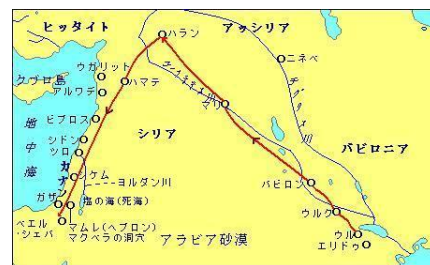 ヒッタイト
ハラン
アッシリア
ウガリット
ニネベ
クプロ島
ハマテ
アルワデ
ユーフラテス川
チグリス川
マリ
ビブロス
地中海
シリア
シドン
ツロ
バビロニア
カナン
シケム
ヨルダン川
バビロン
ガザ
塩の海(死海)
ウルク
ベエル・
シェバ
マムレ(ヘブロン)
マクペラの洞穴
アラビア砂漠
ウル
エリドゥ